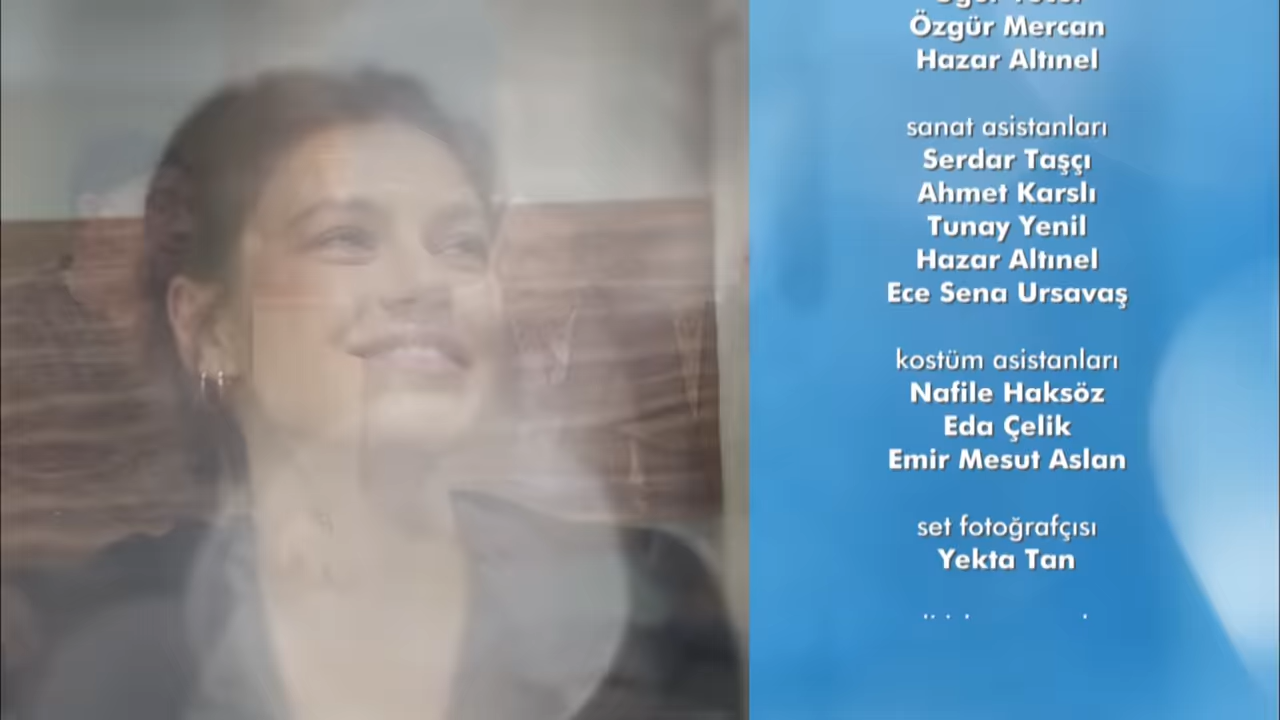 Özgür Mercan
Hazar Altınel
sanat asistanları
Serdar Taşçı
Ahmet Karslı
Tunay Yenil
Hazar Altınel
Ece Sena Ursavaş
kostüm asistanları
Nafile Haksöz
Eda Çelik
Emir Mesut Aslan
set fotoğrafçısı
Yekta Tan